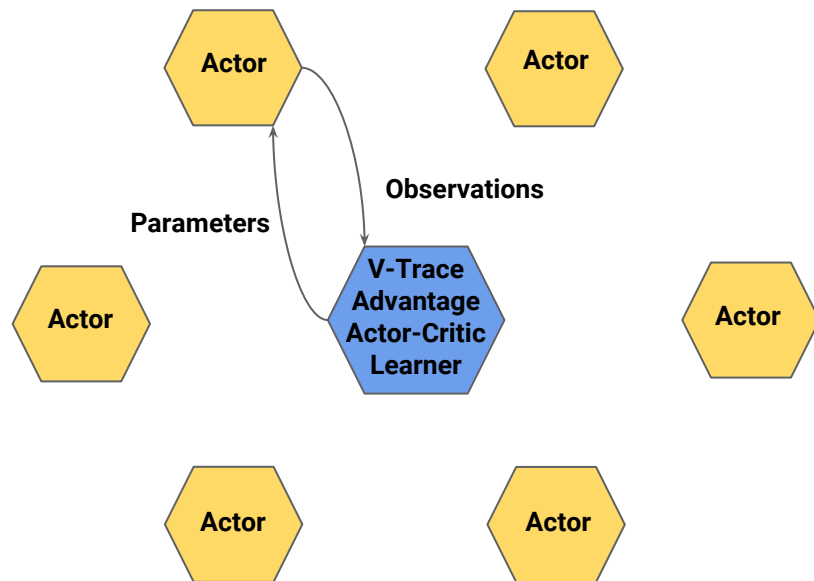 Actor
Actor
Observations
Parameters
V-Trace
Advantage
Actor-Critic
Learner
Actor
Actor
Actor
Actor